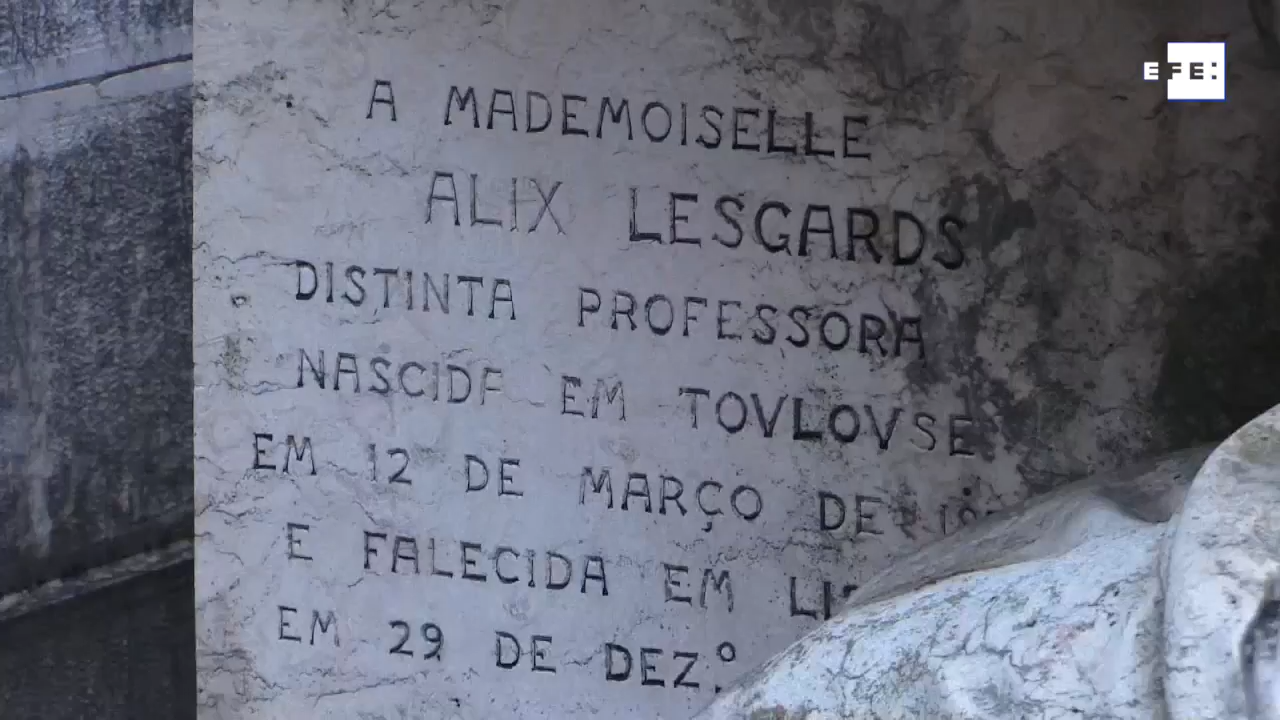 EFE:
A MADEMOISELLE
ALIX LESGARDS
DISTINTA PROFESSORA
NASCIDA EM TOVLOVSE
EM 12 DE MARÇO DE
E FALECIDA EM
EM 29 DE DEZ.º